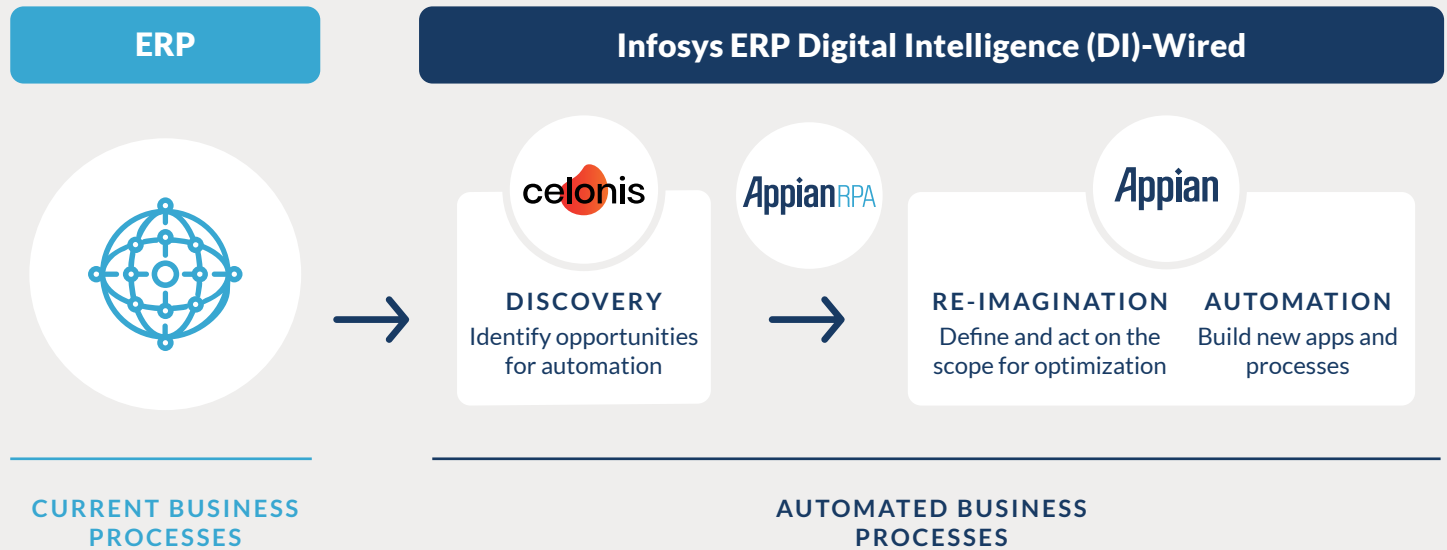 ERP
Infosys ERP Digital Intelligence (DI)-Wired
celonis
AppianRPA
Appian
DISCOVERY
Identify opportunities
for automation
RE-IMAGINATION
Define and act on the
scope for optimization
AUTOMATION
Build new apps and
processes
CURRENT BUSINESS
PROCESSES
AUTOMATED BUSINESS
PROCESSES